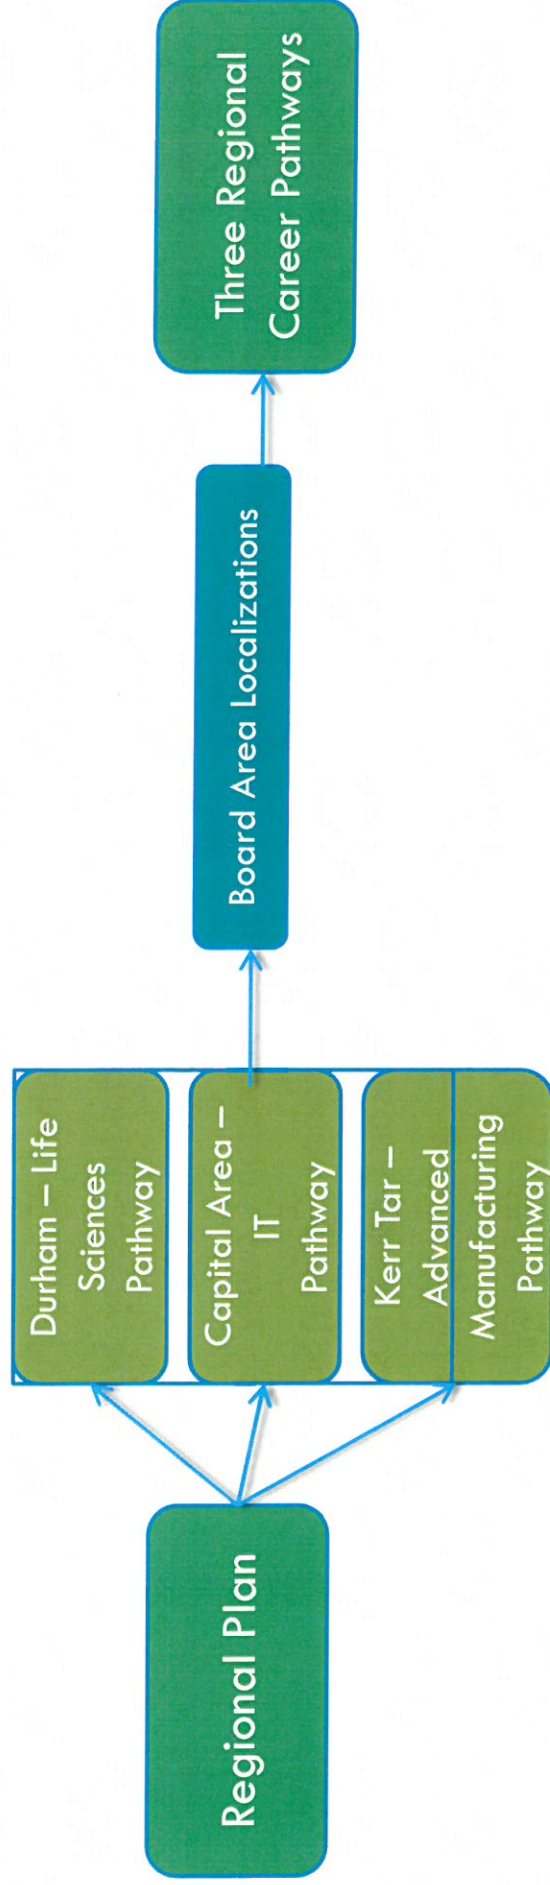 Regional Plan
Durham – Life
Sciences
Pathway
Capital Area –
IT
Pathway
Kerr Tar –
Advanced
Manufacturing
Pathway
Board Area Localizations
Three Regional
Career Pathways